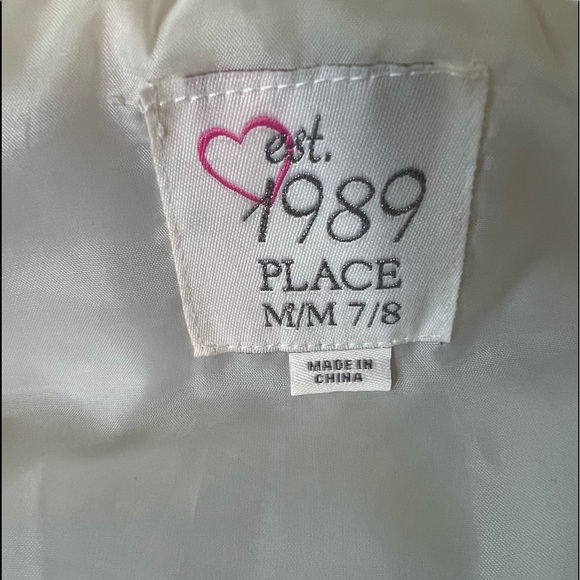 est.
1989
PLACE
M/M 7/8
MADE IN
CHINA